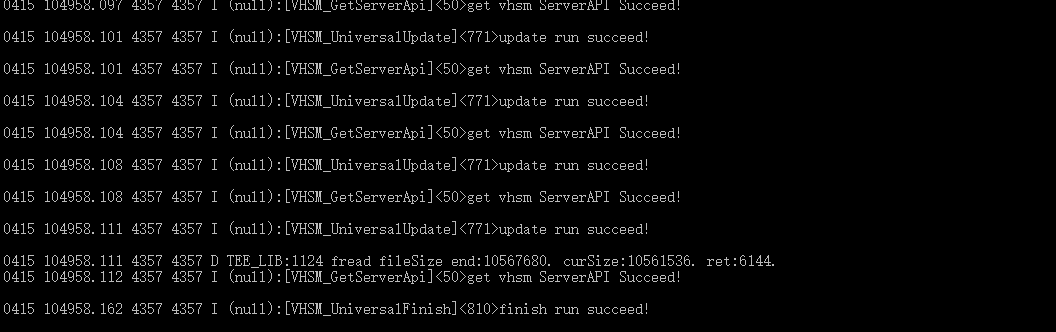 0415 104958.097 4357 4357 I (null):[VHSM_GetServerApi]<50>get vhsm ServerAPI Succeed!
0415 104958.101 4357 4357 I (null):[VHSM_UniversalUpdate]<771>update run succeed!
0415 104958.101 4357 4357 I (null):[VHSM_GetServerApi]<50>get vhsm ServerAPI Succeed!
0415 104958.104 4357 4357 I (null):[VHSM_UniversalUpdate]<771>update run succeed!
0415 104958.104 4357 4357 I (null):[VHSM_GetServerApi]<50>get vhsm ServerAPI Succeed!
0415 104958.108 4357 4357 I (null):[VHSM_UniversalUpdate]<771>update run succeed!
0415 104958.108 4357 4357 I (null):[VHSM_GetServerApi]<50>get vhsm ServerAPI Succeed!
0415 104958.111 4357 4357 I (null):[VHSM_UniversalUpdate]<771>update run succeed!
0415 104958.111 4357 4357 D TEE_LIB:1124 fread fileSize end:10567680. curSize:10561536. ret:6144.
0415 104958.112 4357 4357 I (null):[VHSM_GetServerApi]<50>get vhsm ServerAPI Succeed!
0415 104958.162 4357 4357 I (null):[VHSM_UniversalFinish]<810>finish run succeed!